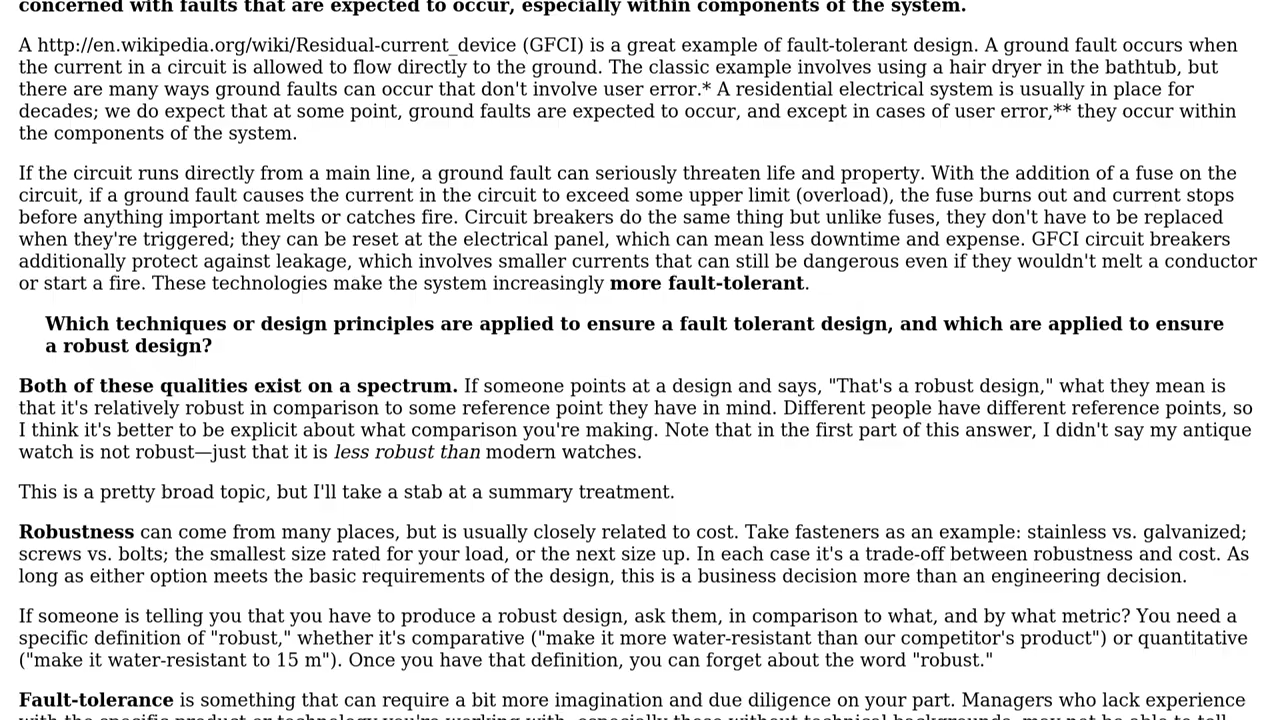 concerned with faults that are expected to occur, especially within components of the system.
A http://en.wikipedia.org/wiki/Residual-current_device (GFCI) is a great example of fault-tolerant design. A ground fault occurs when
the current in a circuit is allowed to flow directly to the ground. The classic example involves using a hair dryer in the bathtub, but
there are many ways ground faults can occur that don't involve user error.* A residential electrical system is usually in place for
decades; we do expect that at some point, ground faults are expected to occur, and except in cases of user error,** they occur within
the components of the system.
If the circuit runs directly from a main line, a ground fault can seriously threaten life and property. With the addition of a fuse on the
circuit, if a ground fault causes the current in the circuit to exceed some upper limit (overload), the fuse burns out and current stops
before anything important melts or catches fire. Circuit breakers do the same thing but unlike fuses, they don't have to be replaced
when they're triggered; they can be reset at the electrical panel, which can mean less downtime and expense. GFCI circuit breakers
additionally protect against leakage, which involves smaller currents that can still be dangerous even if they wouldn't melt a conductor
or start a fire. These technologies make the system increasingly more fault-tolerant.
Which techniques or design principles are applied to ensure a fault tolerant design, and which are applied to ensure
a robust design?
Both of these qualities exist on a spectrum. If someone points at a design and says, "That's a robust design," what they mean is
that it's relatively robust in comparison to some reference point they have in mind. Different people have different reference points, so
I think it's better to be explicit about what comparison you're making. Note that in the first part of this answer, I didn't say my antique
watch is not robust—just that it is less robust than modern watches.
This is a pretty broad topic, but I'll take a stab at a summary treatment.
Robustness can come from many places, but is usually closely related to cost. Take fasteners as an example: stainless vs. galvanized;
screws vs. bolts; the smallest size rated for your load, or the next size up. In each case it's a trade-off between robustness and cost. As
long as either option meets the basic requirements of the design, this is a business decision more than an engineering decision.
If someone is telling you that you have to produce a robust design, ask them, in comparison to what, and by what metric? You need a
specific definition of "robust," whether it's comparative ("make it more water-resistant than our competitor's product") or quantitative
("make it water-resistant to 15 m"). Once you have that definition, you can forget about the word "robust."
Fault-tolerance is something that can require a bit more imagination and due diligence on your part. Managers who lack experience
with the specific product or technology you're working with, especially those without technical backgrounds, may not be able to tell